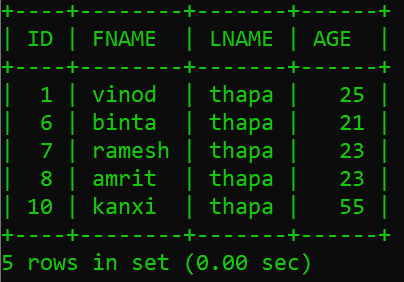 +----+--------+-------+------+
| ID | FNAME  | LNAME | AGE  |
+----+--------+-------+------+
|  1 | vinod  | thapa |   25 |
|  6 | binta  | thapa |   21 |
|  7 | ramesh | thapa |   23 |
|  8 | amrit  | thapa |   23 |
| 10 | kanxi  | thapa |   55 |
+----+--------+-------+------+
5 rows in set (0.00 sec)